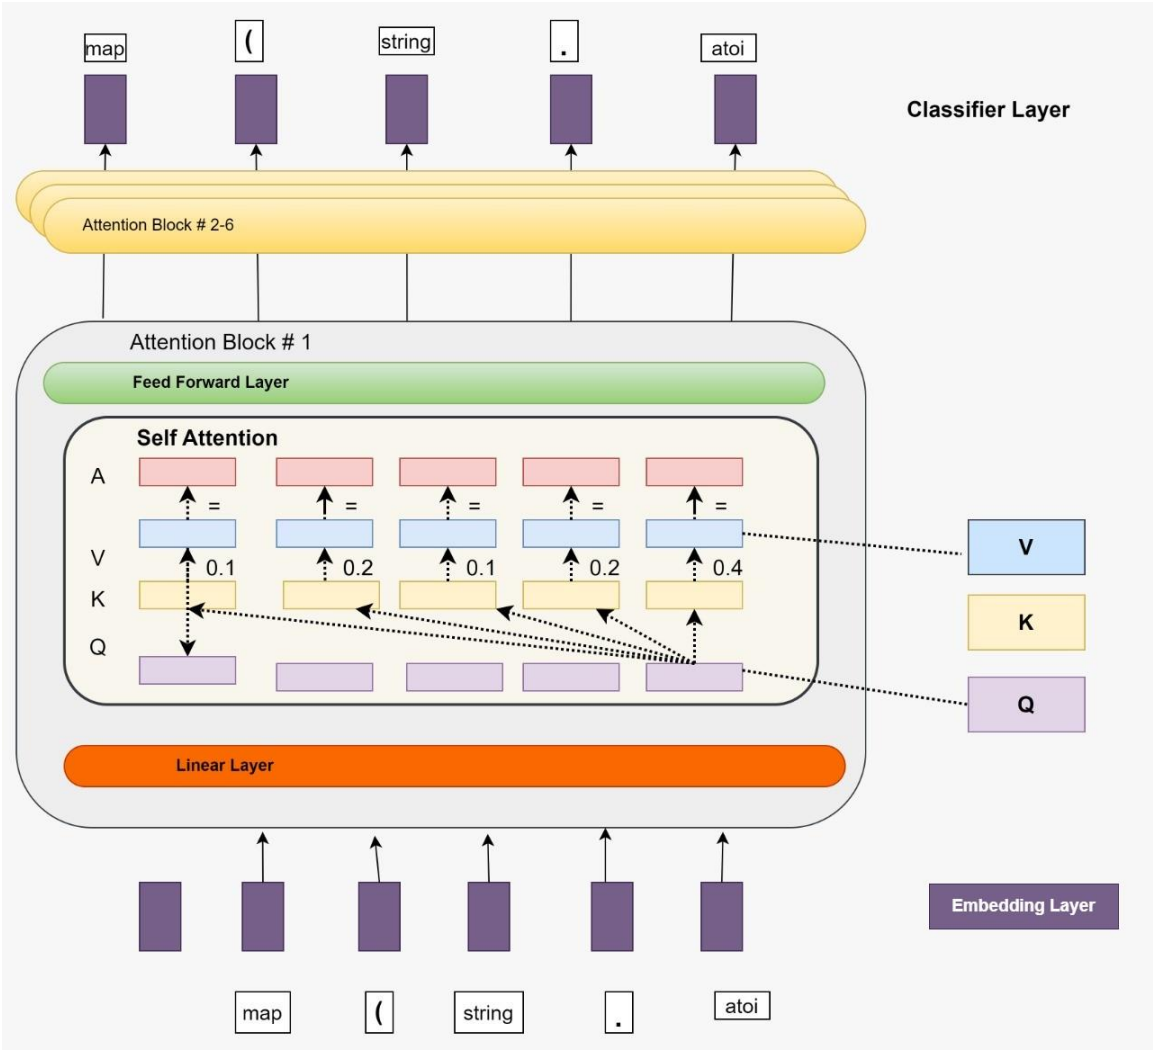 map
(
string
.
atoi
Classifier Layer
Attention Block # 2-6
Attention Block # 1
Feed Forward Layer
Self Attention
A
= = = = =
V
0.1 0.2 0.1 0.2 0.4
K
Q
V
K
Q
Linear Layer
Embedding Layer
map
(
string
.
atoi